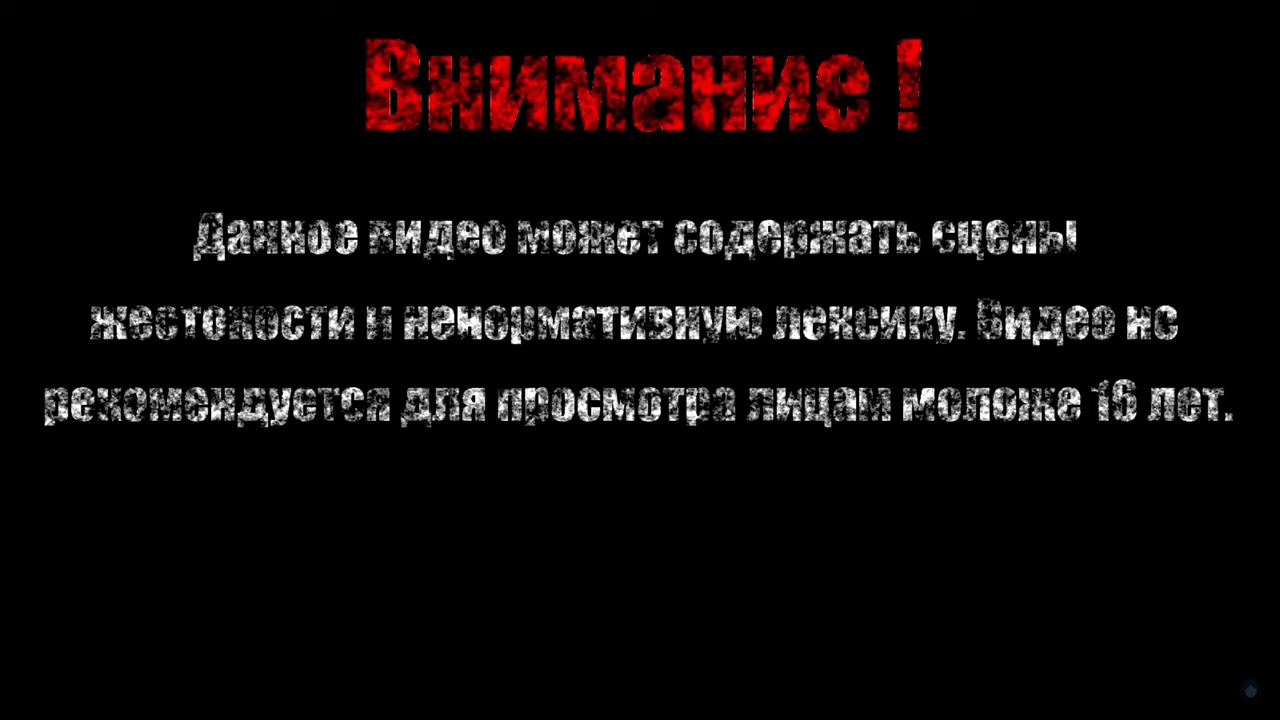 Внимание !
Данное видео может содержать сцены
жестокости и ненормативную лексику. Видео не
рекомендуется для просмотра лицам моложе 16 лет.